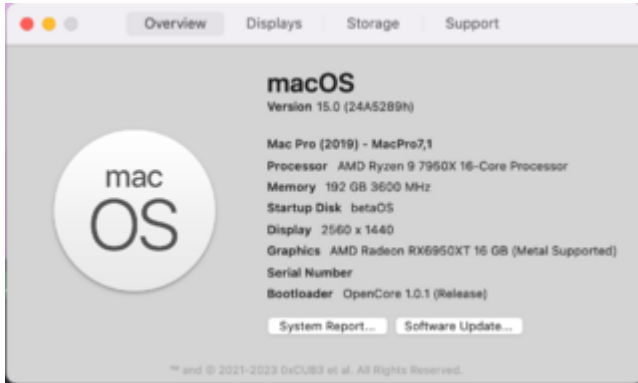 Overview Displays Storage Support
macOS
Version 15.0 (24A5289h)
Mac Pro (2019) - MacPro7,1
Processor AMD Ryzen 9 7950X 16-Core Processor
Memory 192 GB 3600 MHz
Startup Disk betaOS
Display 2560 x 1440
Graphics AMD Radeon RX6950XT 16 GB (Metal Supported)
Serial Number
Bootloader OpenCore 1.0.1 (Release)
mac
OS
System Report... Software Update...
™ and © 2021-2023 0xCUB3 et al. All Rights Reserved.